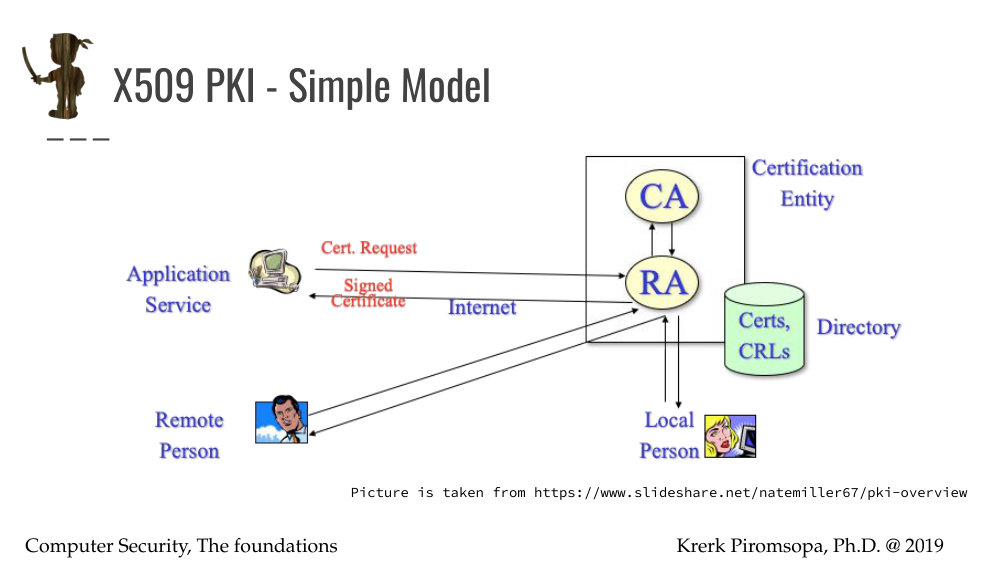 X509 PKI - Simple Model
Certification
Entity
CA
Cert. Request
RA
Application
Service
Signed
Certificate
Internet
Certs,
CRLs
Directory
Remote
Person
Local
Person
Picture is taken from https://www.slideshare.net/natemiller67/pki-overview
Computer Security, The foundations
Krerk Piromsopa, Ph.D. @ 2019